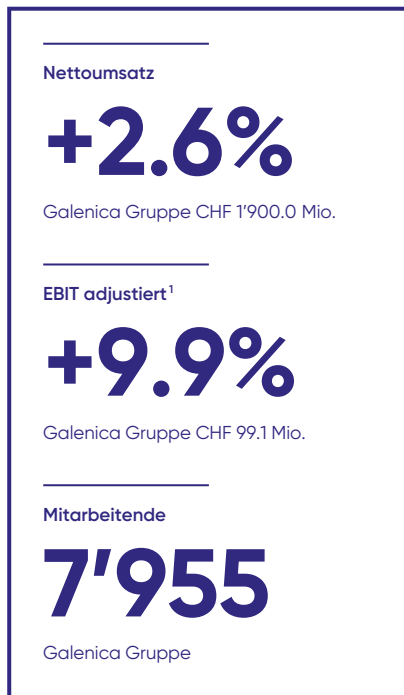 Nettoumsatz
+2.6%
Galenica Gruppe CHF 1’900.0 Mio.
EBIT adjustiert¹
+9.9%
Galenica Gruppe CHF 99.1 Mio.
Mitarbeitende
7’955
Galenica Gruppe